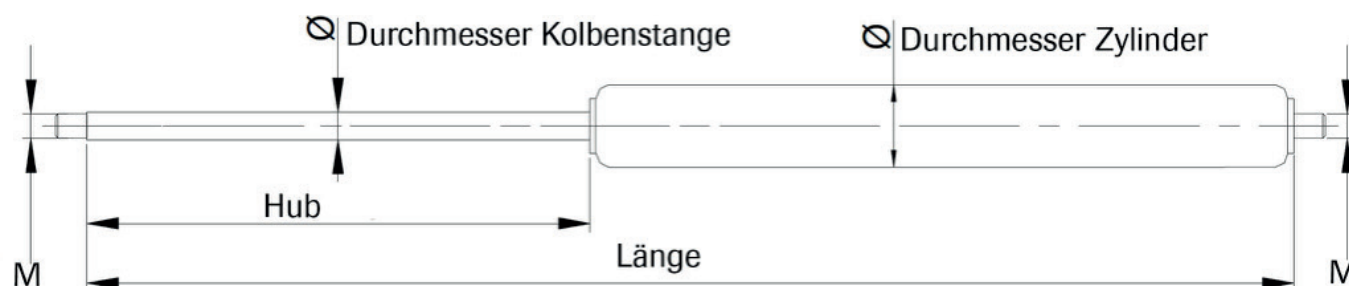 Ø Durchmesser Kolbenstange
Ø Durchmesser Zylinder
Hub
Länge
M
M